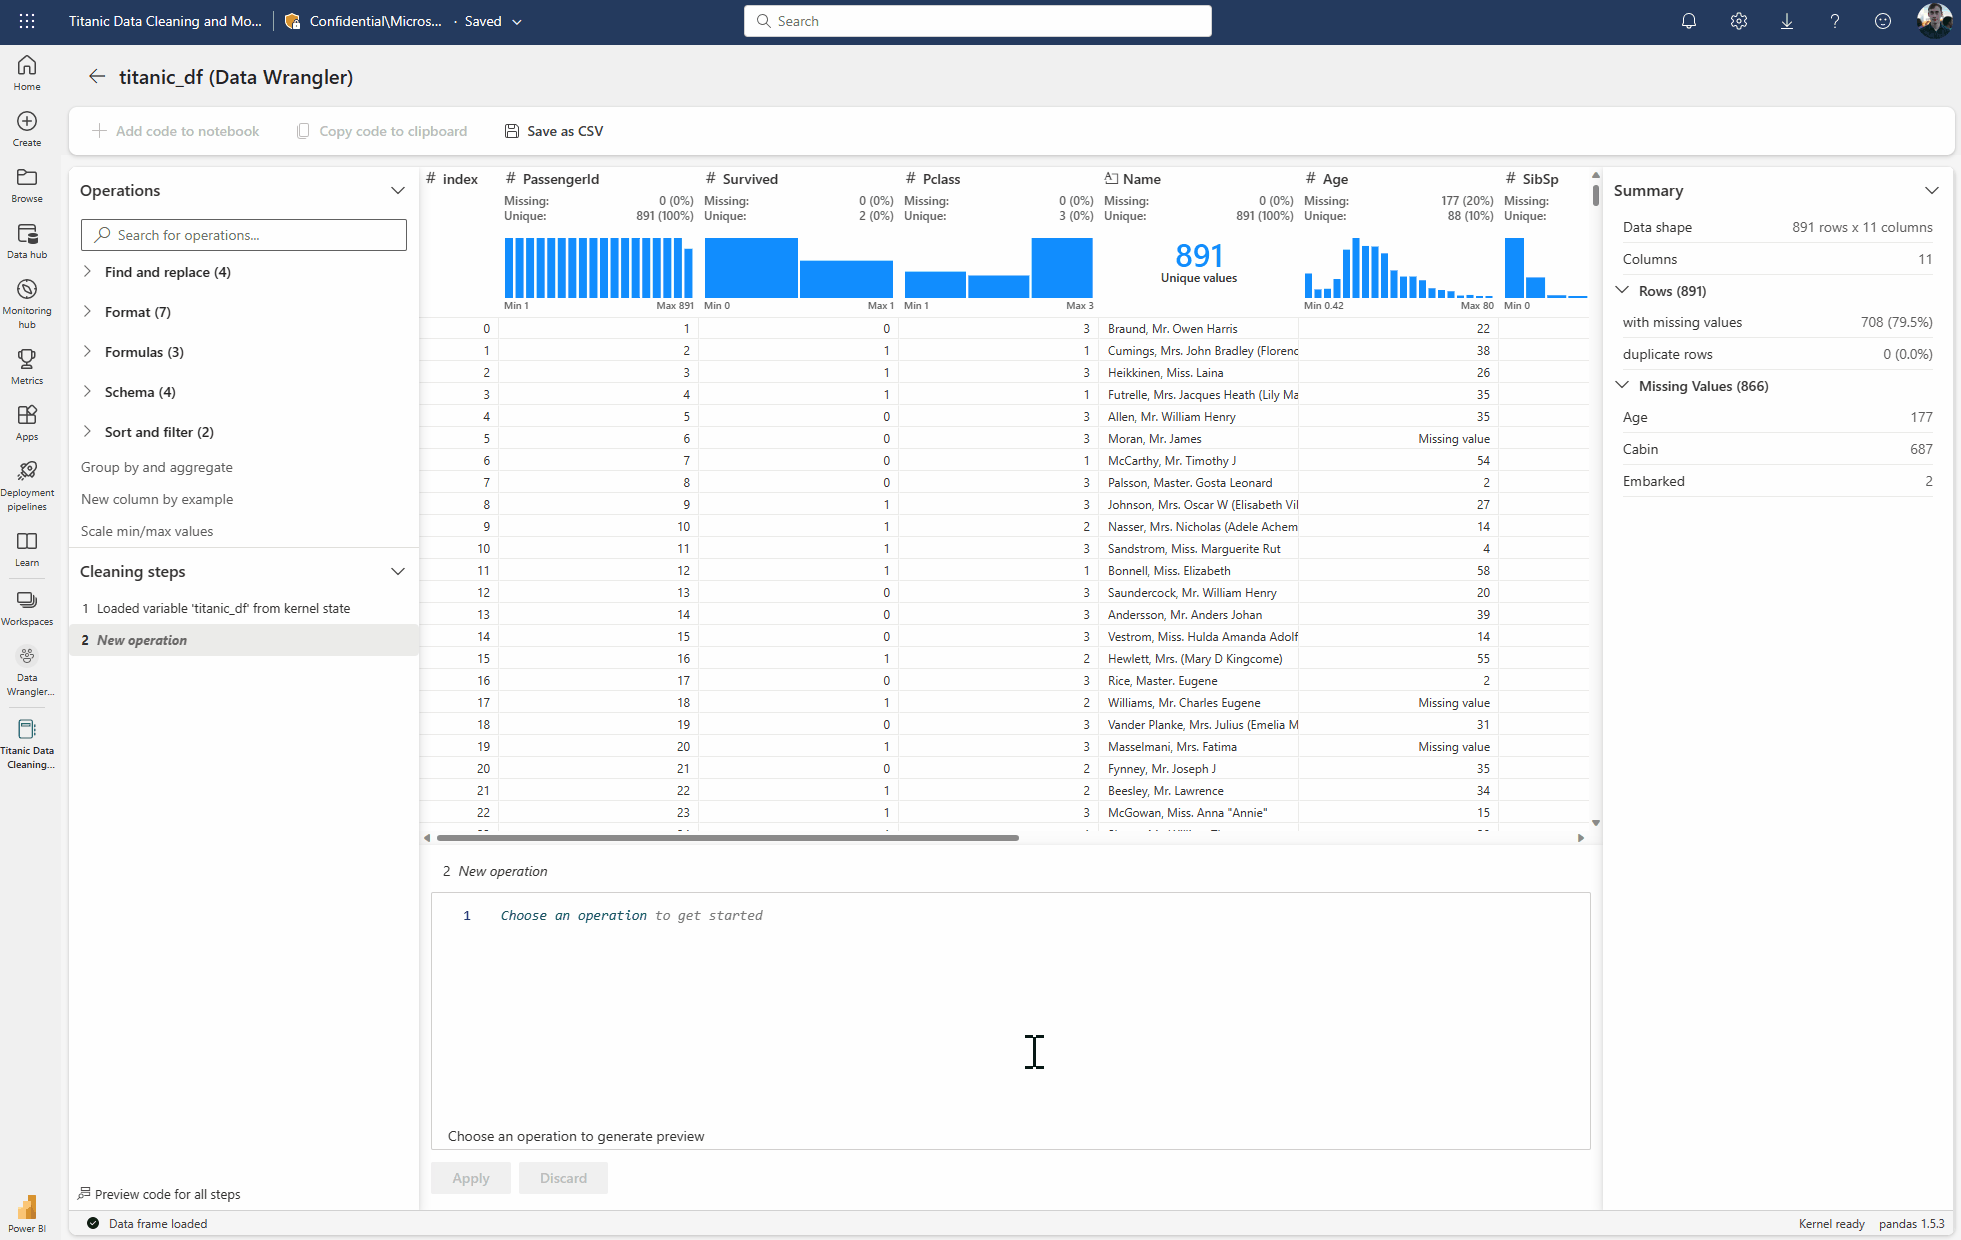 Titanic Data Cleaning and Mo...
Confidential\Micros... · Saved
Search
Home
Create
Browse
Data hub
Monitoring
hub
Metrics
Apps
Deployment
pipelines
Learn
Workspaces
Data
Wrangler...
Titanic Data
Cleaning...
Power BI
titanic_df (Data Wrangler)
Add code to notebook
Copy code to clipboard
Save as CSV
Operations
Search for operations...
Find and replace (4)
Format (7)
Formulas (3)
Schema (4)
Sort and filter (2)
Group by and aggregate
New column by example
Scale min/max values
Cleaning steps
1 Loaded variable 'titanic_df' from kernel state
2 New operation
Preview code for all steps
# index # PassengerId # Survived # Pclass Name # Age # SibSp
Missing: 0 (0%) Missing: 0 (0%) Missing: 0 (0%) Missing: 0 (0%) Missing: 177 (20%) Missing:
Unique: 891 (100%) Unique: 2 (0%) Unique: 3 (0%) Unique: 891 (100%) Unique: 88 (10%) Unique:
891
Unique values
Min 1 Max 891 Min 0 Max 1 Min 1 Max 3 Min 0.42 Max 80 Min 0
0 1 0 3 Braund, Mr. Owen Harris 22
1 2 1 1 Cumings, Mrs. John Bradley (Florenc 38
2 3 1 3 Heikkinen, Miss. Laina 26
3 4 1 1 Futrelle, Mrs. Jacques Heath (Lily Ma 35
4 5 0 3 Allen, Mr. William Henry 35
5 6 0 3 Moran, Mr. James Missing value
6 7 0 1 McCarthy, Mr. Timothy J 54
7 8 0 3 Palsson, Master. Gosta Leonard 2
8 9 1 3 Johnson, Mrs. Oscar W (Elisabeth Vil 27
9 10 1 2 Nasser, Mrs. Nicholas (Adele Achem 14
10 11 1 3 Sandstrom, Miss. Marguerite Rut 4
11 12 1 1 Bonnell, Miss. Elizabeth 58
12 13 0 3 Saundercock, Mr. William Henry 20
13 14 0 3 Andersson, Mr. Anders Johan 39
14 15 0 3 Vestrom, Miss. Hulda Amanda Adolf 14
15 16 1 2 Hewlett, Mrs. (Mary D Kingcome) 55
16 17 0 3 Rice, Master. Eugene 2
17 18 1 2 Williams, Mr. Charles Eugene Missing value
18 19 0 3 Vander Planke, Mrs. Julius (Emelia M 31
19 20 1 3 Masselmani, Mrs. Fatima Missing value
20 21 0 2 Fynney, Mr. Joseph J 35
21 22 1 2 Beesley, Mr. Lawrence 34
22 23 1 3 McGowan, Miss. Anna "Annie" 15
2 New operation
1 Choose an operation to get started
Choose an operation to generate preview
Apply
Discard
Summary
Data shape 891 rows x 11 columns
Columns 11
Rows (891)
with missing values 708 (79.5%)
duplicate rows 0 (0.0%)
Missing Values (866)
Age 177
Cabin 687
Embarked 2
Data frame loaded
Kernel ready pandas 1.5.3